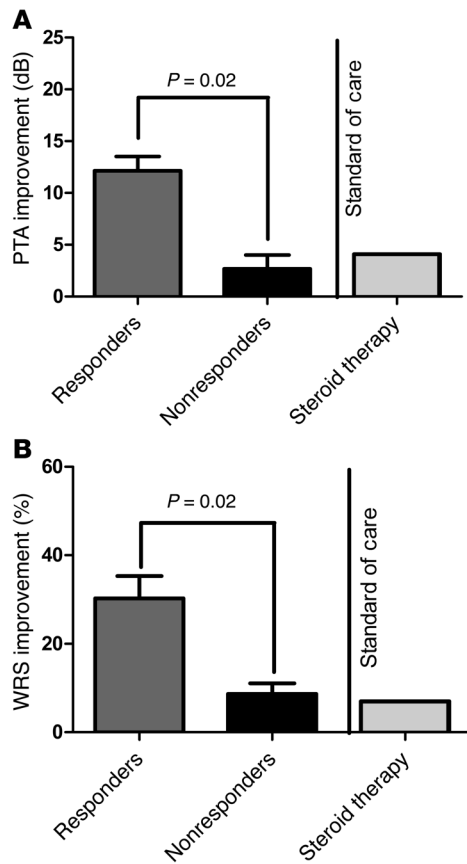 A
PTA improvement (dB)
25
20
15
10
5
0
P = 0.02
Standard of care
Responders
Nonresponders
Steroid therapy
B
WRS improvement (%)
60
40
20
0
P = 0.02
Standard of care
Responders
Nonresponders
Steroid therapy